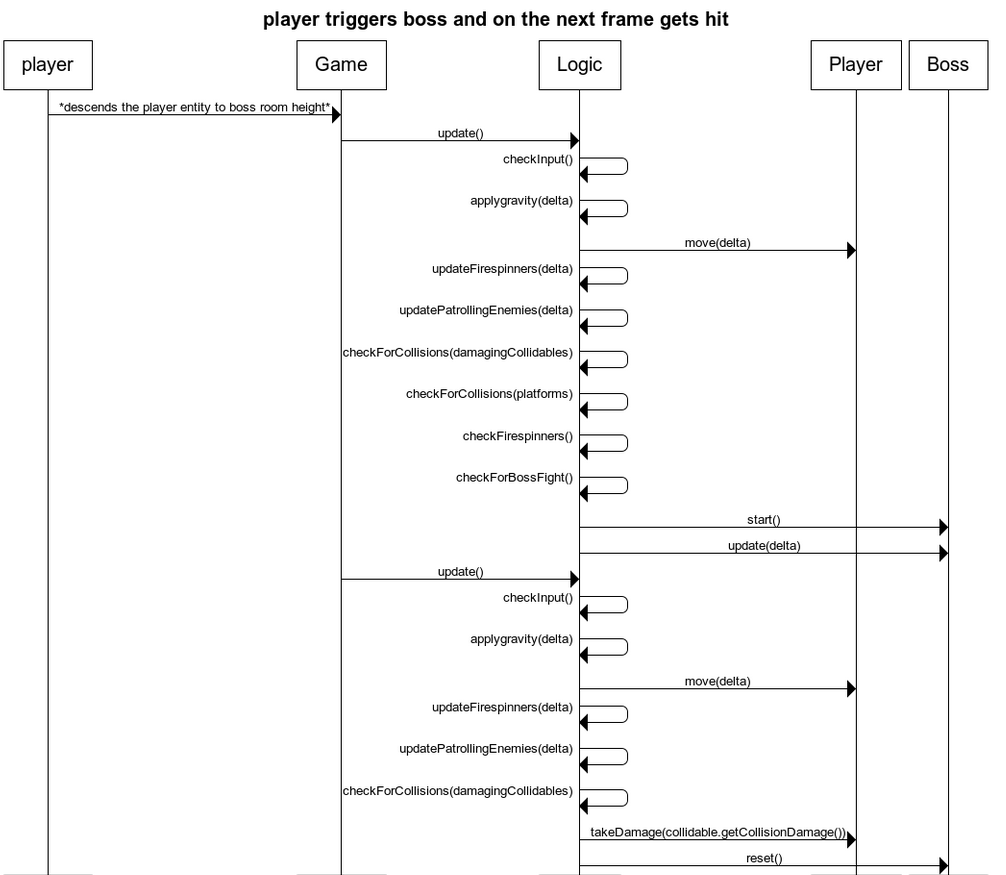 player triggers boss and on the next frame gets hit
player
Game
Logic
Player
Boss
*descends the player entity to boss room height*
update()
checkInput()
applygravity(delta)
move(delta)
updateFirespinners(delta)
updatePatrollingEnemies(delta)
checkForCollisions(damagingCollidables)
checkForCollisions(platforms)
checkFirespinners()
checkForBossFight()
start()
update(delta)
update()
checkInput()
applygravity(delta)
move(delta)
updateFirespinners(delta)
updatePatrollingEnemies(delta)
checkForCollisions(damagingCollidables)
takeDamage(collidable.getCollisionDamage())
reset()